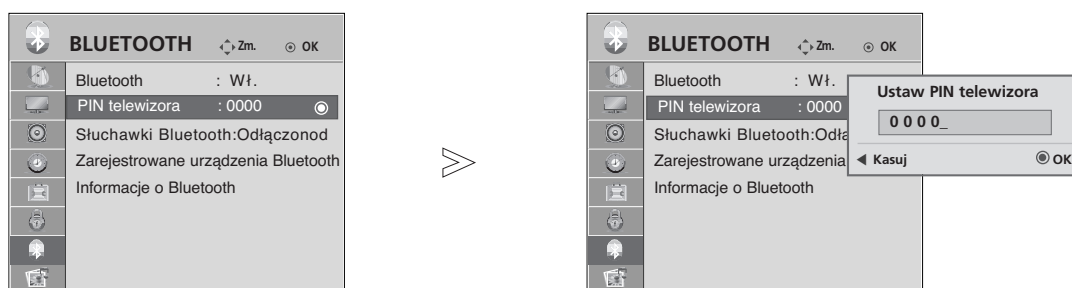 BLUETOOTH Zm. OK
Bluetooth : Wł.
PIN telewizora : 0000
Słuchawki Bluetooth:Odłączonod
Zarejestrowane urządzenia Bluetooth
Informacje o Bluetooth
BLUETOOTH Zm. OK
Bluetooth : Wł.
PIN telewizora : 0000
Słuchawki Bluetooth:Odła
Zarejestrowane urządzenia
Informacje o Bluetooth
Ustaw PIN telewizora
0 0 0 0_
Kasuj OK